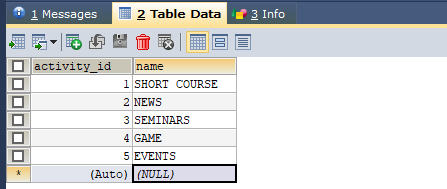 1 Messages 2 Table Data 3 Info
activity_id name
1 SHORT COURSE
2 NEWS
3 SEMINARS
4 GAME
5 EVENTS
* (Auto) (NULL)